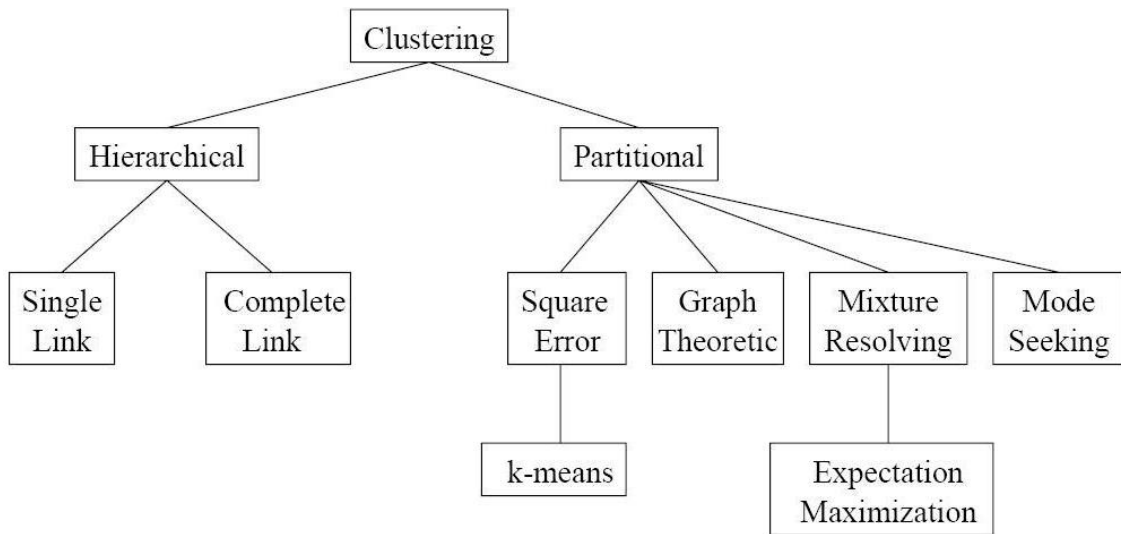 Clustering
Hierarchical
Partitional
Single
Link
Complete
Link
Square
Error
Graph
Theoretic
Mixture
Resolving
Mode
Seeking
k-means
Expectation
Maximization